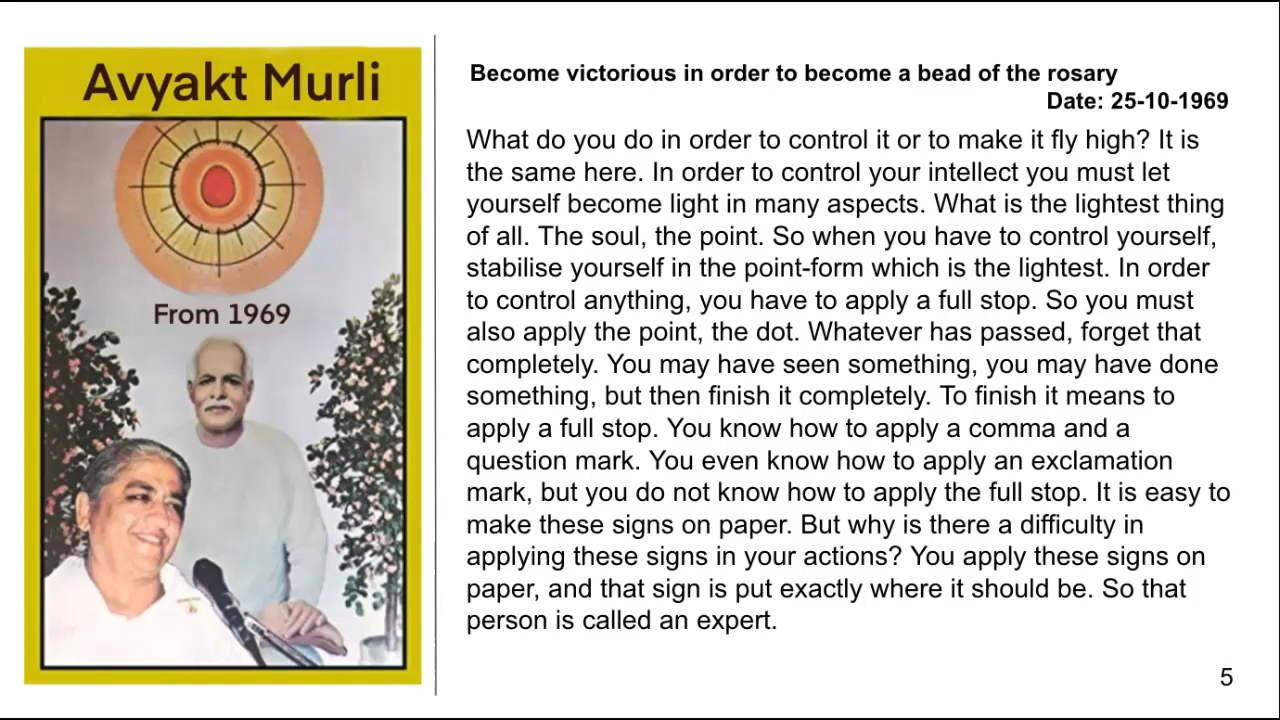 Avyakt Murli
From 1969
Become victorious in order to become a bead of the rosary
Date: 25-10-1969
What do you do in order to control it or to make it fly high? It is
the same here. In order to control your intellect you must let
yourself become light in many aspects. What is the lightest thing
of all. The soul, the point. So when you have to control yourself,
stabilise yourself in the point-form which is the lightest. In order
to control anything, you have to apply a full stop. So you must
also apply the point, the dot. Whatever has passed, forget that
completely. You may have seen something, you may have done
something, but then finish it completely. To finish it means to
apply a full stop. You know how to apply a comma and a
question mark. You even know how to apply an exclamation
mark, but you do not know how to apply the full stop. It is easy to
make these signs on paper. But why is there a difficulty in
applying these signs in your actions? You apply these signs on
paper, and that sign is put exactly where it should be. So that
person is called an expert.
5